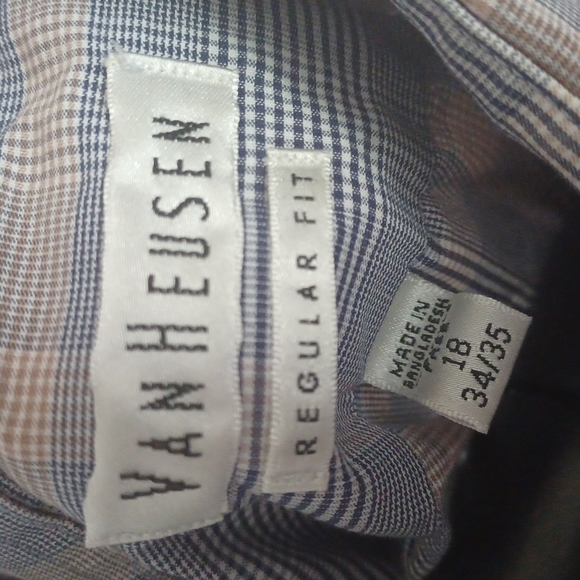 VAN HEUSEN
REGULAR FIT
MADE IN
BANGLADESH
18
34/35